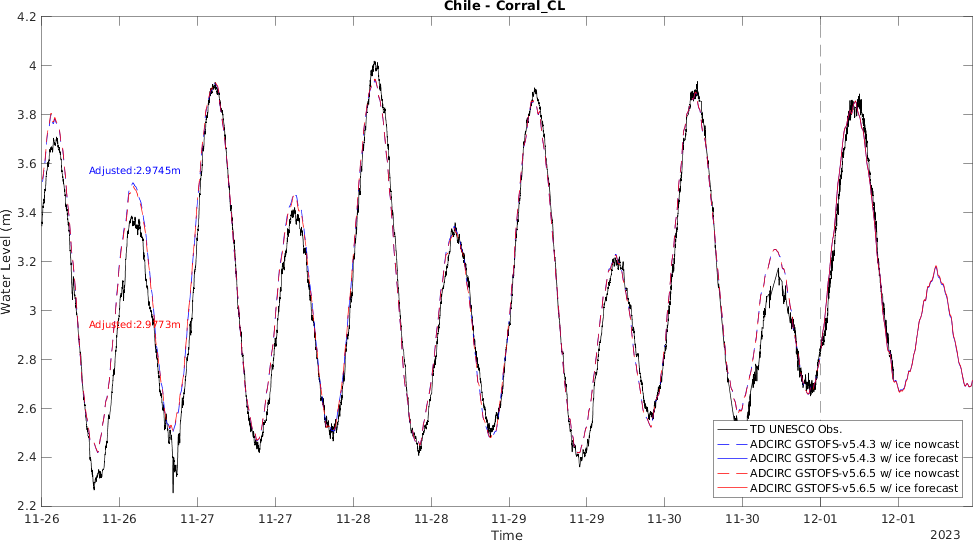 Chile - Corral_CL
4.2
4
3.8
3.6
3.4
3.2
3
2.8
2.6
2.4
2.2
Water Level (m)
Adjusted:2.9745m
Adjusted:2.9773m
TD UNESCO Obs.
ADCIRC GSTOFS-v5.4.3 w/ ice nowcast
ADCIRC GSTOFS-v5.4.3 w/ ice forecast
ADCIRC GSTOFS-v5.6.5 w/ ice nowcast
ADCIRC GSTOFS-v5.6.5 w/ ice forecast
11-26 11-26 11-27 11-27 11-28 11-28 11-29 11-29 11-30 11-30 12-01 12-01
Time
2023